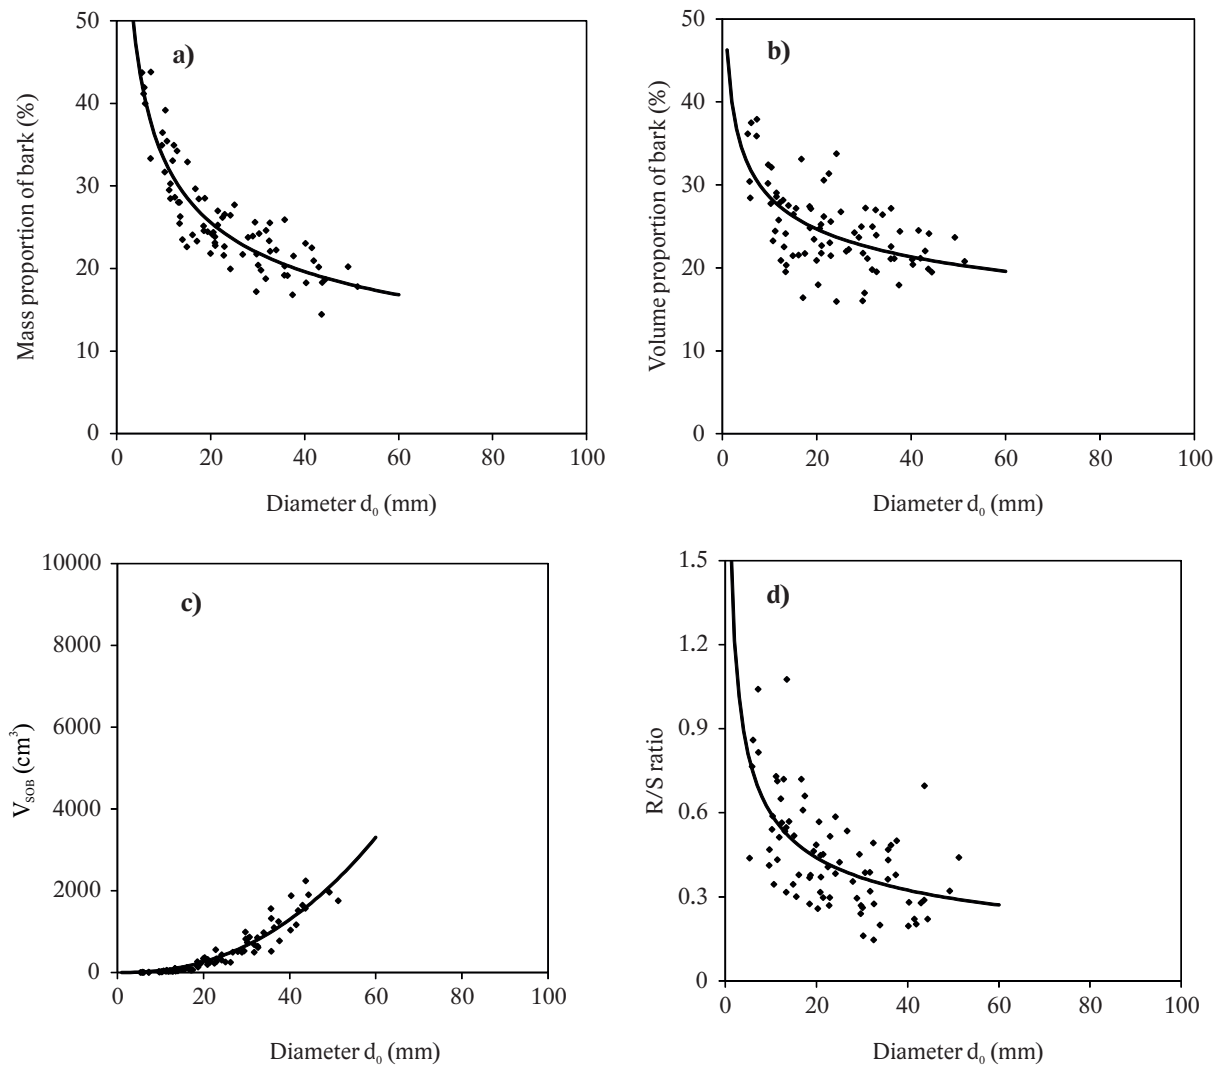 a)
50
40
30
20
10
0
Mass proportion of bark (%)
0 20 40 60 80 100
Diameter d₀ (mm)
b)
50
40
30
20
10
0
Volume proportion of bark (%)
0 20 40 60 80 100
Diameter d₀ (mm)
c)
10000
8000
6000
4000
2000
0
V_SOB (cm³)
0 20 40 60 80 100
Diameter d₀ (mm)
d)
1.5
1.2
0.9
0.6
0.3
0
R/S ratio
0 20 40 60 80 100
Diameter d₀ (mm)